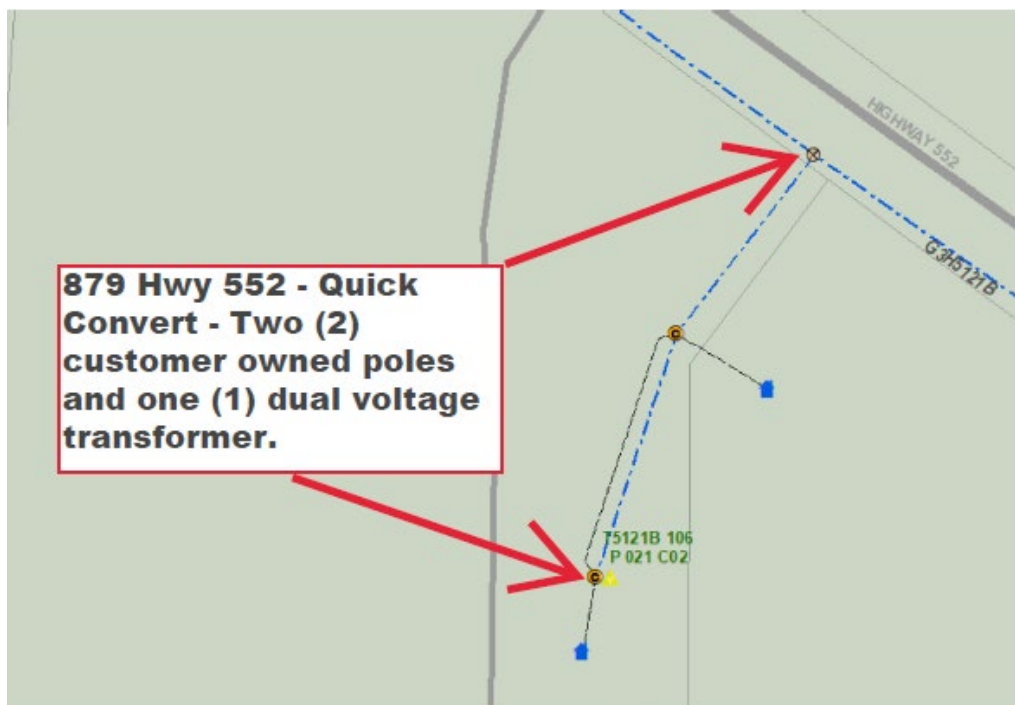 HIGHWAY 552
G3H5121B
879 Hwy 552 - Quick
Convert - Two (2)
customer owned poles
and one (1) dual voltage
transformer.
T5121B 106
P 021 C02
C
C